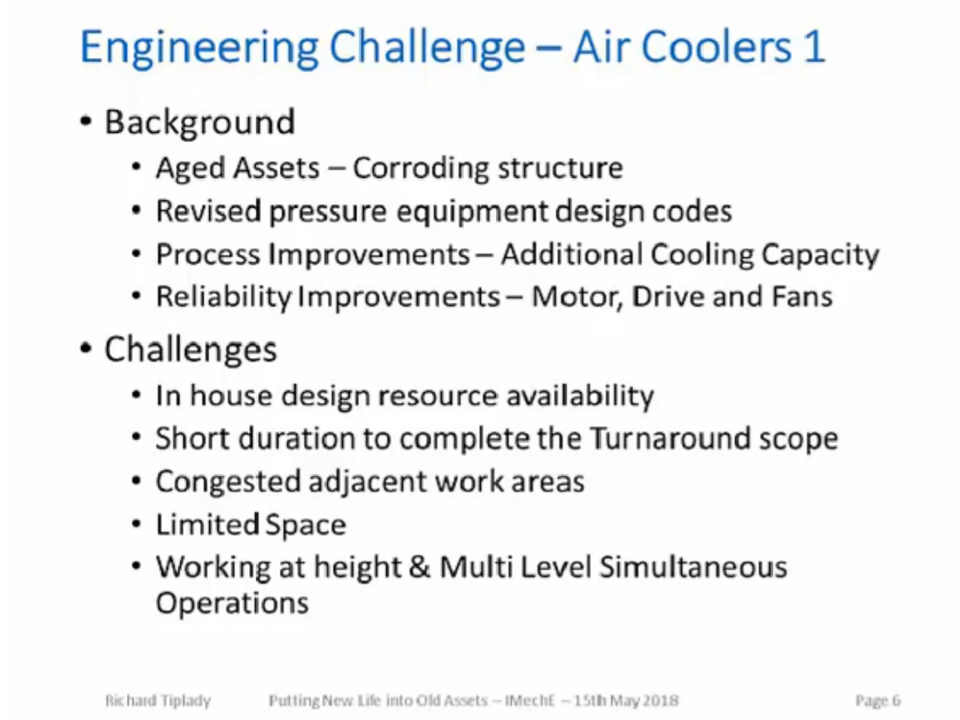 Engineering Challenge – Air Coolers 1
• Background
• Aged Assets – Corroding structure
• Revised pressure equipment design codes
• Process Improvements – Additional Cooling Capacity
• Reliability Improvements – Motor, Drive and Fans
• Challenges
• In house design resource availability
• Short duration to complete the Turnaround scope
• Congested adjacent work areas
• Limited Space
• Working at height & Multi Level Simultaneous
Operations
Richard Tiplady Putting New Life into Old Assets – IMechE – 15th May 2018 Page 6